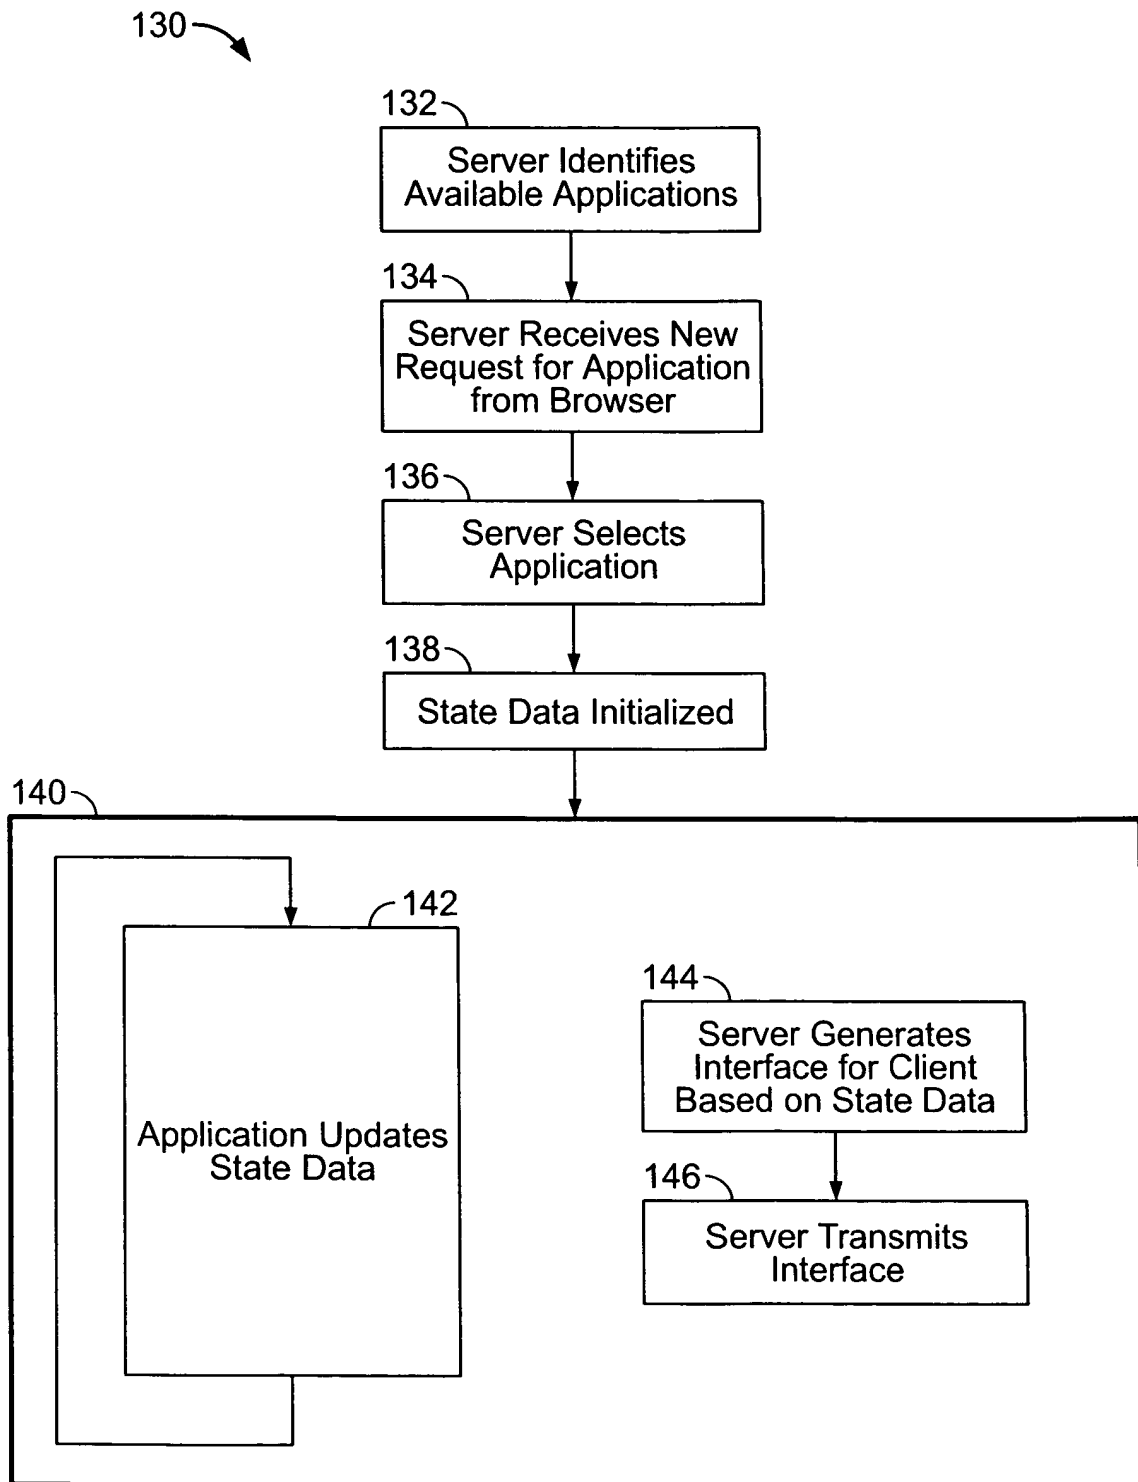 130
132
Server Identifies
Available Applications
134
Server Receives New
Request for Application
from Browser
136
Server Selects
Application
138
State Data Initialized
140
142
Application Updates
State Data
144
Server Generates
Interface for Client
Based on State Data
146
Server Transmits
Interface